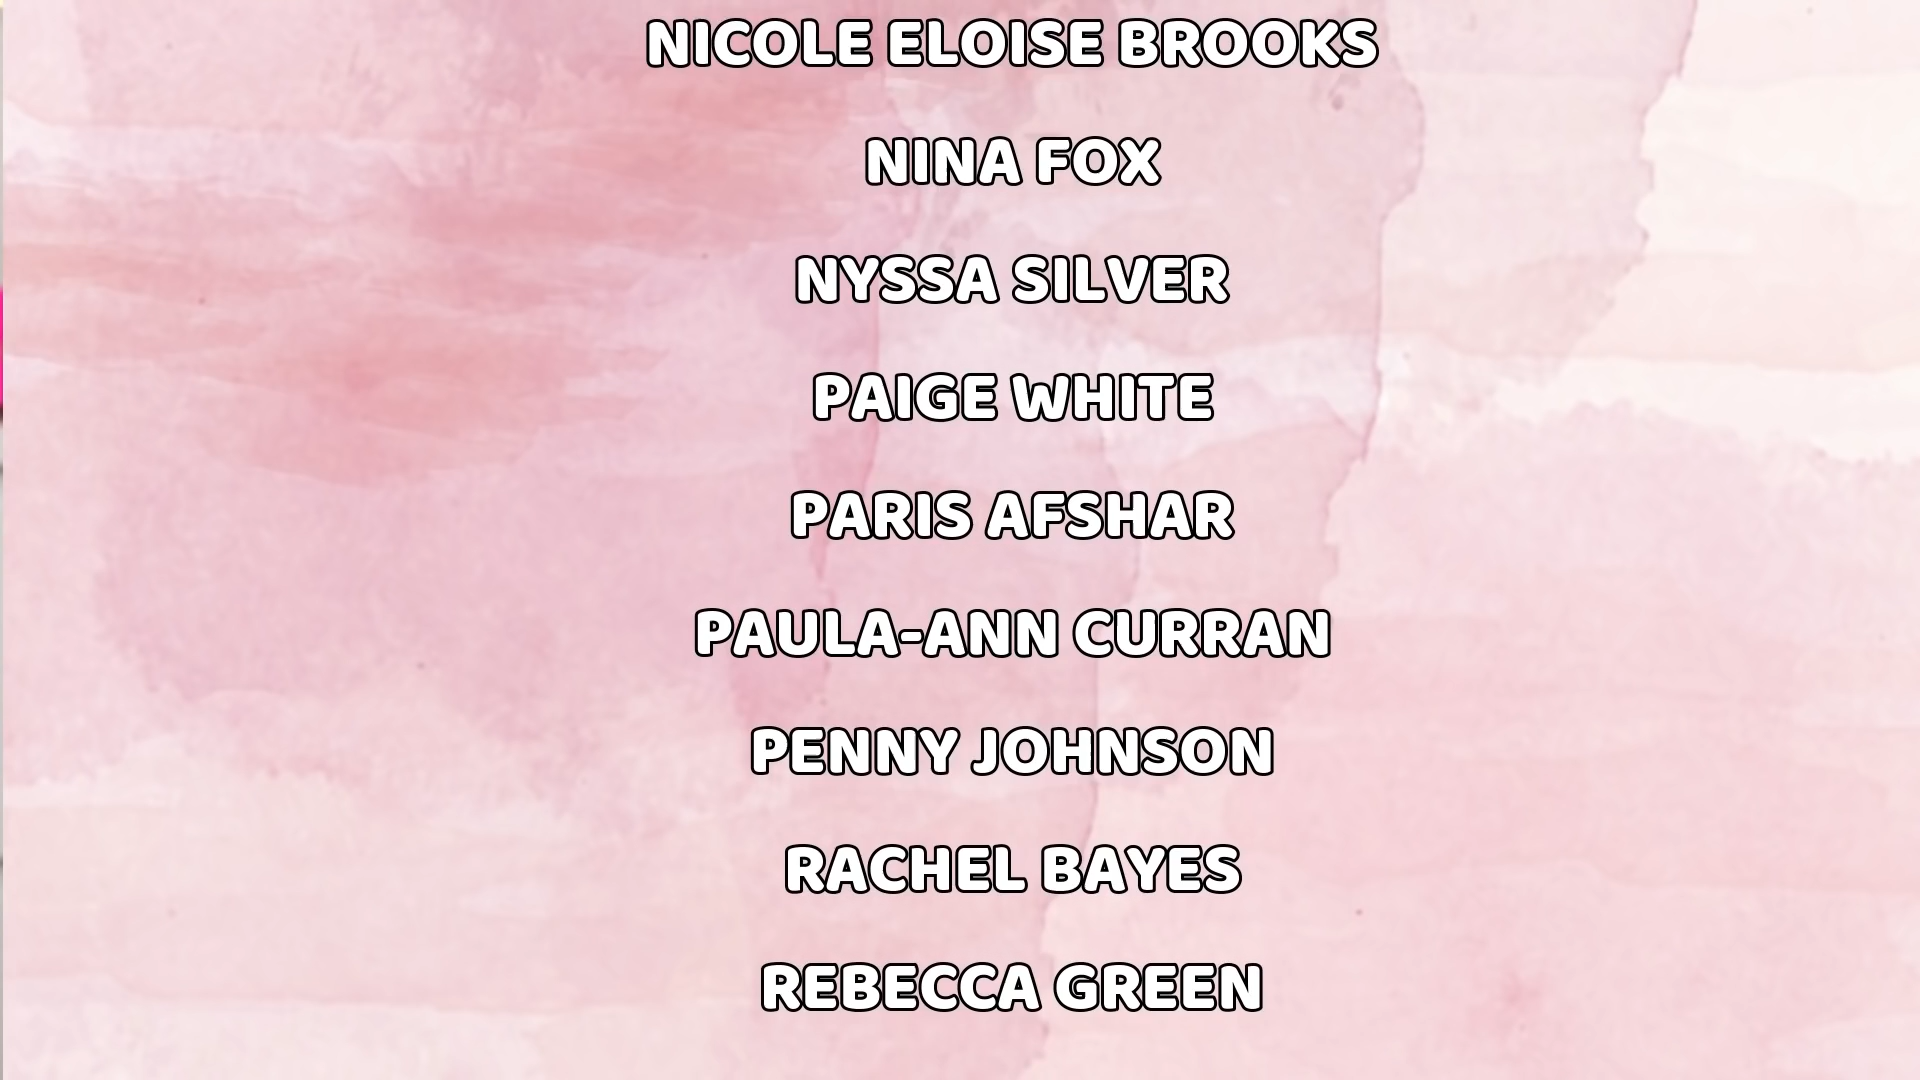 NICOLE ELOISE BROOKS
NINA FOX
NYSSA SILVER
PAIGE WHITE
PARIS AFSHAR
PAULA-ANN CURRAN
PENNY JOHNSON
RACHEL BAYES
REBECCA GREEN